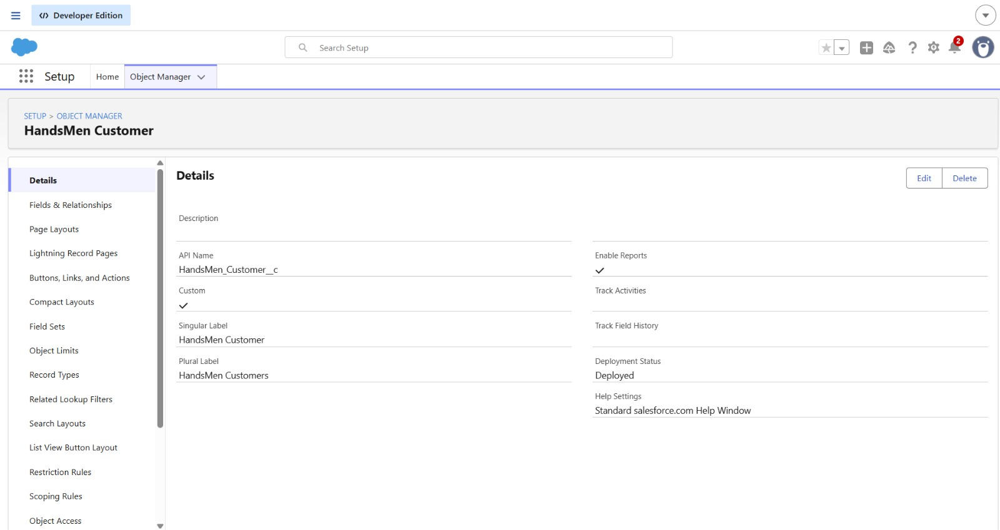 Developer Edition
Search Setup
2
Setup
Home
Object Manager
SETUP > OBJECT MANAGER
HandsMen Customer
Details
Fields & Relationships
Page Layouts
Lightning Record Pages
Buttons, Links, and Actions
Compact Layouts
Field Sets
Object Limits
Record Types
Related Lookup Filters
Search Layouts
List View Button Layout
Restriction Rules
Scoping Rules
Object Access
Details
Edit
Delete
Description
API Name
HandsMen_Customer__c
Custom
Singular Label
HandsMen Customer
Plural Label
HandsMen Customers
Enable Reports
Track Activities
Track Field History
Deployment Status
Deployed
Help Settings
Standard salesforce.com Help Window